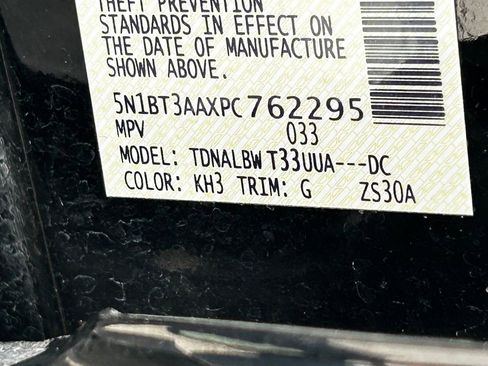 THEFT PREVENTION
STANDARDS IN EFFECT ON
THE DATE OF MANUFACTURE
SHOWN ABOVE.
5N1BT3AAXPC762295
MPV 033
MODEL: TDNALBW T33UUA---DC
COLOR: KH3 TRIM: G ZS30A